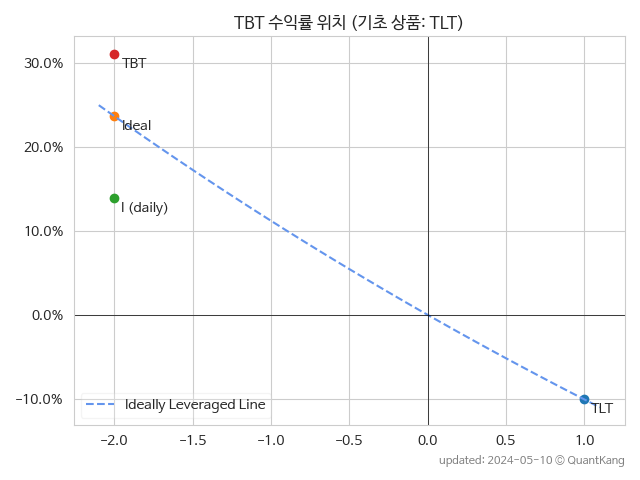 TBT 수익률 위치 (기초 상품: TLT)
30.0%
20.0%
10.0%
0.0%
−10.0%
TBT
Ideal
I (daily)
TLT
Ideally Leveraged Line
−2.0 −1.5 −1.0 −0.5 0.0 0.5 1.0
updated: 2024-05-10 © QuantKang